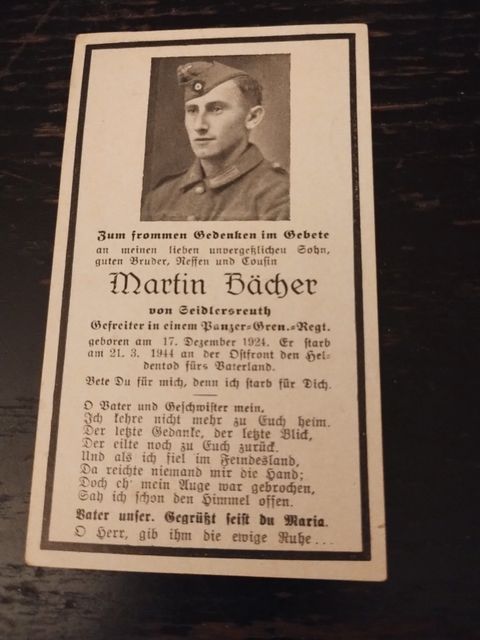 Zum frommen Gedenken im Gebete
an meinen lieben unvergeßlichen Sohn,
guten Bruder, Neffen und Cousin
Martin Bächer
von Seidlersreuth
Gefreiter in einem Panzer-Gren.-Regt.
geboren am 17. Dezember 1924. Er starb
am 21. 3. 1944 an der Ostfront den Hel-
dentod fürs Vaterland.
Bete Du für mich, denn ich starb für Dich.
O Vater und Geschwister mein,
Ich kehre nicht mehr zu Euch heim.
Der letzte Gedanke, der letzte Blick,
Der eilte noch zu Euch zurück.
Und als ich fiel im Feindesland,
Da reichte niemand mir die Hand;
Doch eh' mein Auge war gebrochen,
Sah ich schon den Himmel offen.
Vater unser. Gegrüßt seist du Maria.
O Herr, gib ihm die ewige Ruhe...